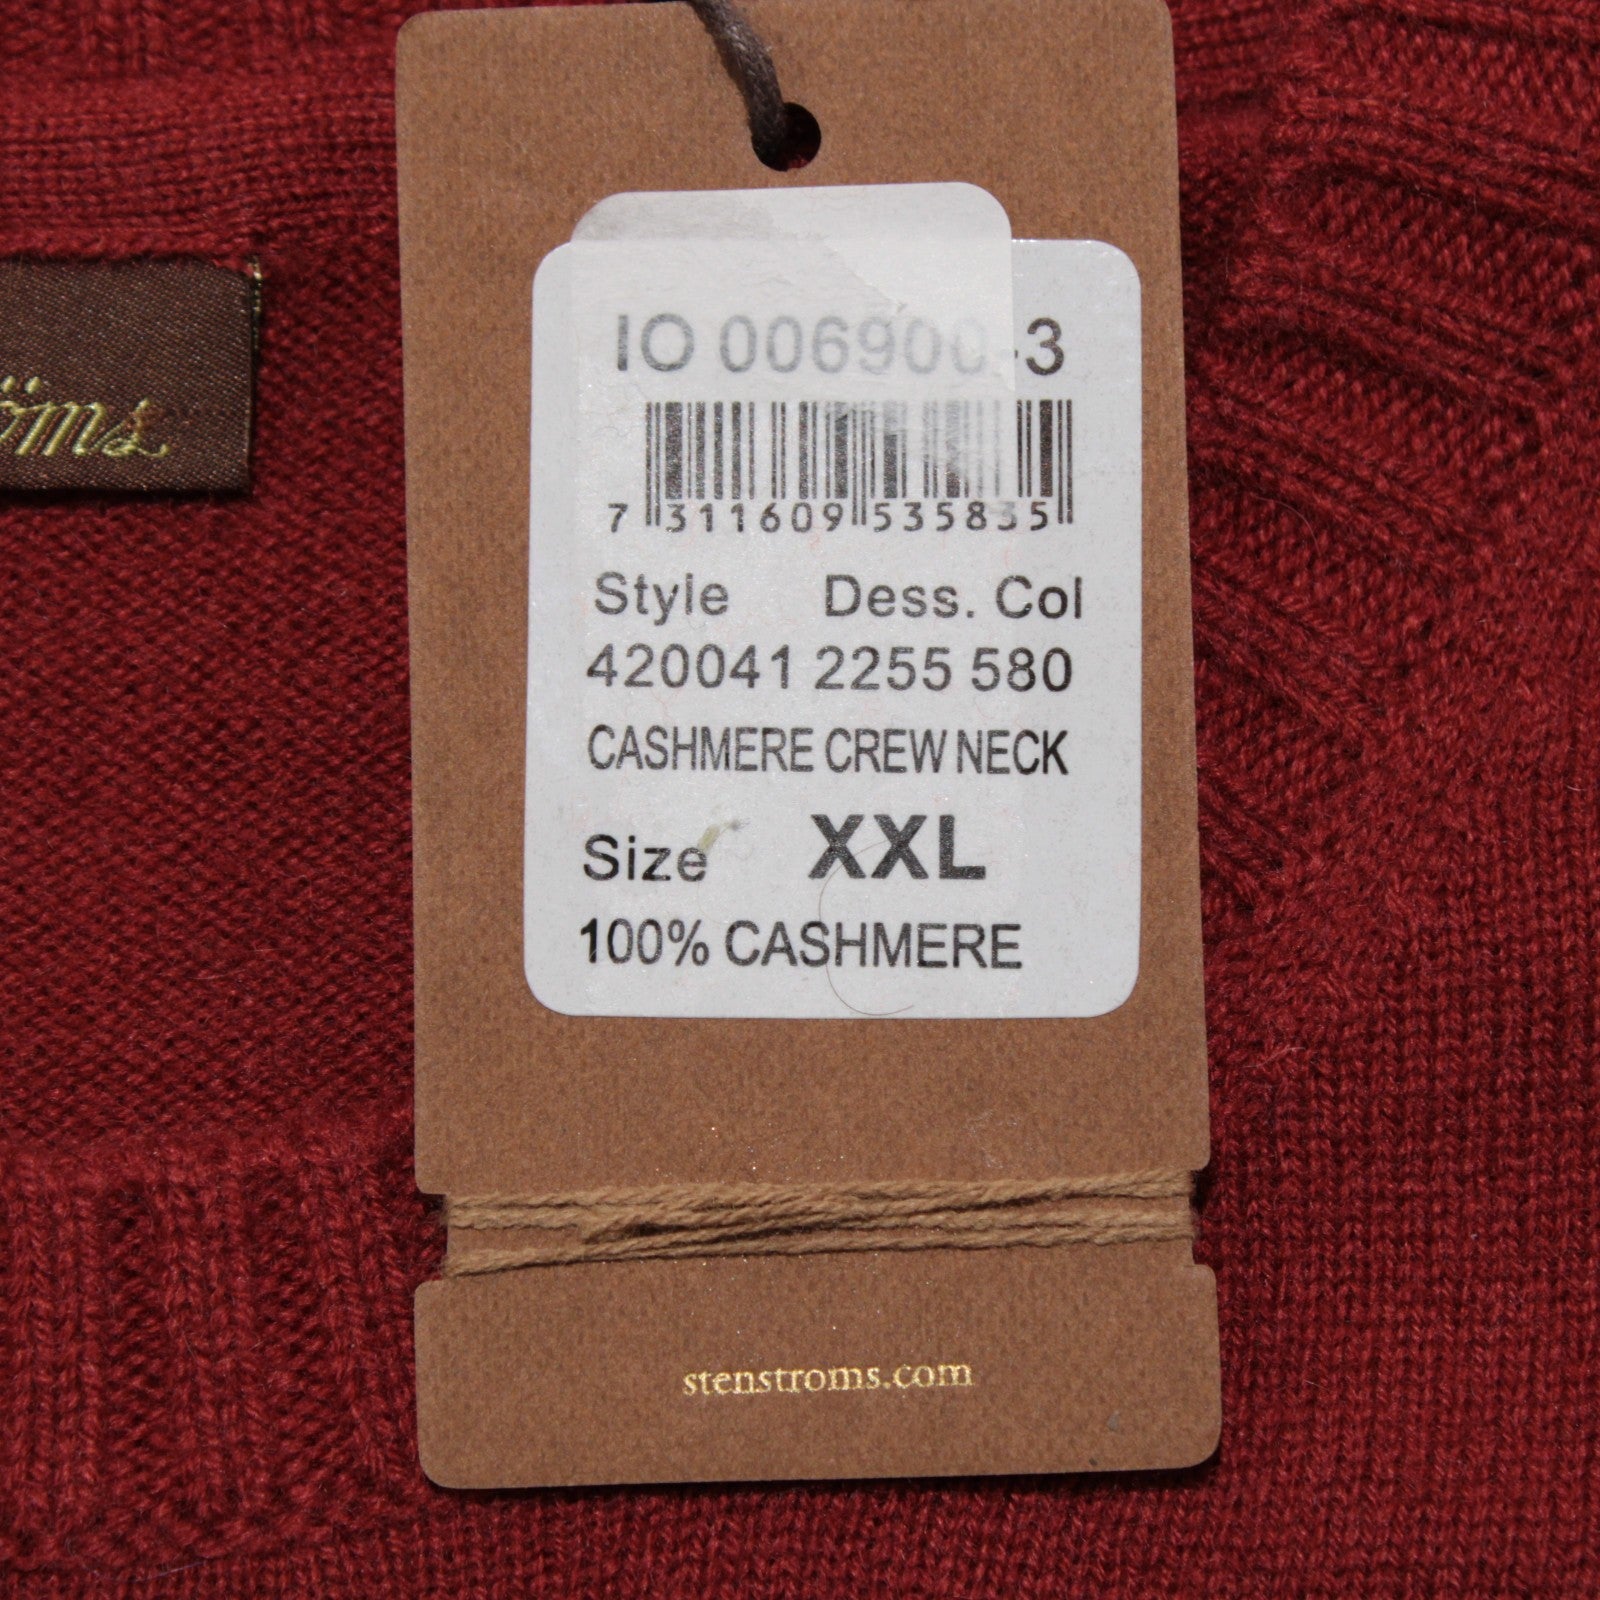 IO 006900-3
7 311609 535835
Style Dess. Col
420041 2255 580
CASHMERE CREW NECK
Size XXL
100% CASHMERE
stenstroms.com